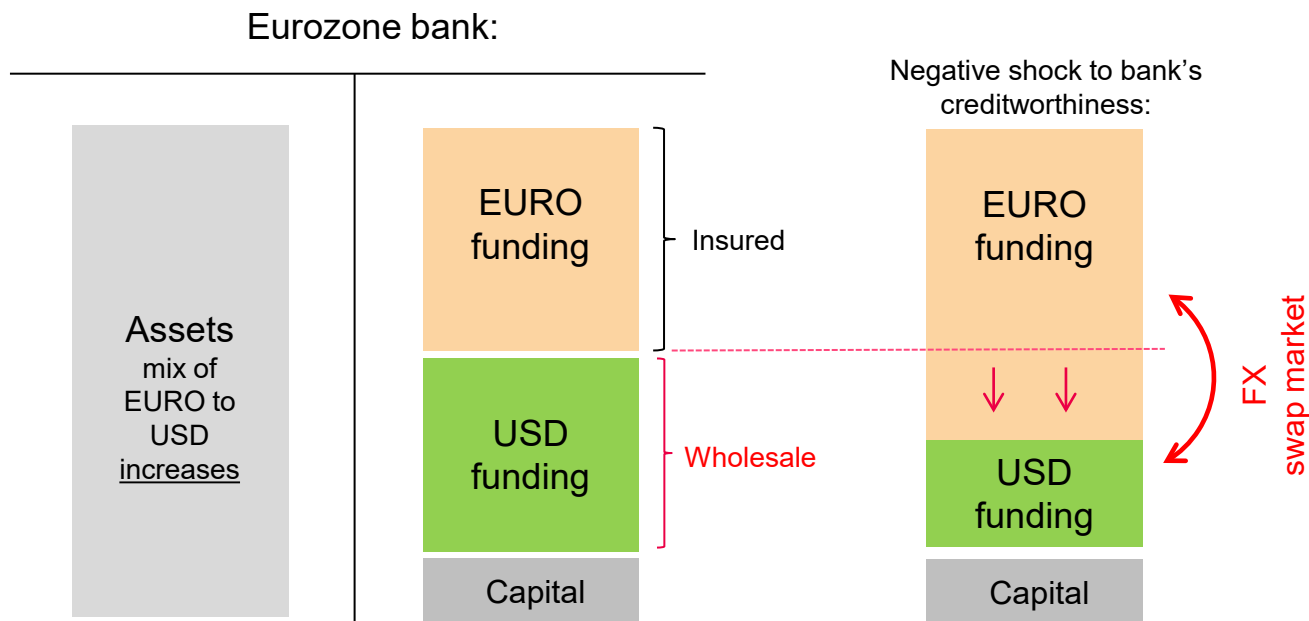 Eurozone bank:
Negative shock to bank's
creditworthiness:
Assets
mix of
EURO to
USD
increases
EURO
funding
Insured
USD
funding
Wholesale
Capital
EURO
funding
USD
funding
Capital
FX
swap market